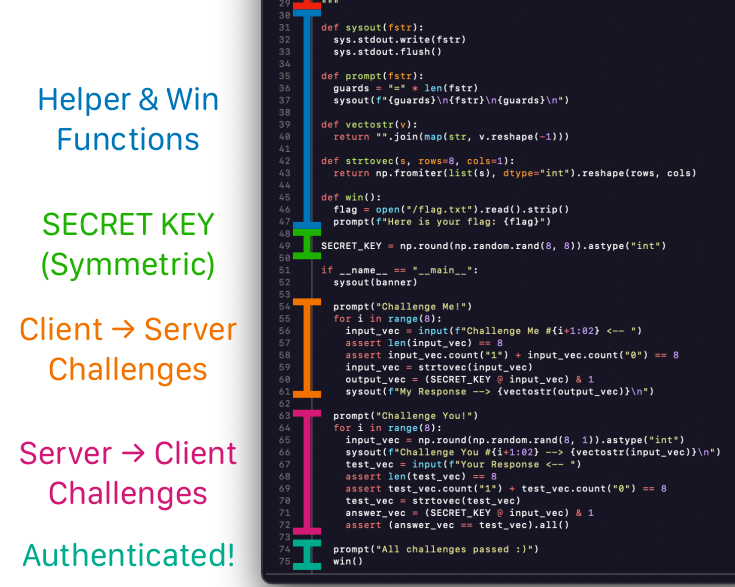 Helper & Win
Functions
SECRET KEY
(Symmetric)
Client → Server
Challenges
Server → Client
Challenges
Authenticated!
29 """
30
31 def sysout(fstr):
32   sys.stdout.write(fstr)
33   sys.stdout.flush()
34
35 def prompt(fstr):
36   guards = "=" * len(fstr)
37   sysout(f"{guards}\n{fstr}\n{guards}\n")
38
39 def vectostr(v):
40   return "".join(map(str, v.reshape(-1)))
41
42 def strtovec(s, rows=8, cols=1):
43   return np.fromiter(list(s), dtype="int").reshape(rows, cols)
44
45 def win():
46   flag = open("/flag.txt").read().strip()
47   prompt(f"Here is your flag: {flag}")
48
49 SECRET_KEY = np.round(np.random.rand(8, 8)).astype("int")
50
51 if __name__ == "__main__":
52   sysout(banner)
53
54   prompt("Challenge Me!")
55   for i in range(8):
56     input_vec = input(f"Challenge Me #{i+1:02} <-- ")
57     assert len(input_vec) == 8
58     assert input_vec.count("1") + input_vec.count("0") == 8
59     input_vec = strtovec(input_vec)
60     output_vec = (SECRET_KEY @ input_vec) & 1
61     sysout(f"My Response --> {vectostr(output_vec)}\n")
62
63   prompt("Challenge You!")
64   for i in range(8):
65     input_vec = np.round(np.random.rand(8, 1)).astype("int")
66     sysout(f"Challenge You #{i+1:02} --> {vectostr(input_vec)}\n")
67     test_vec = input(f"Your Response <-- ")
68     assert len(test_vec) == 8
69     assert test_vec.count("1") + test_vec.count("0") == 8
70     test_vec = strtovec(test_vec)
71     answer_vec = (SECRET_KEY @ input_vec) & 1
72     assert (answer_vec == test_vec).all()
73
74   prompt("All challenges passed :)")
75   win()